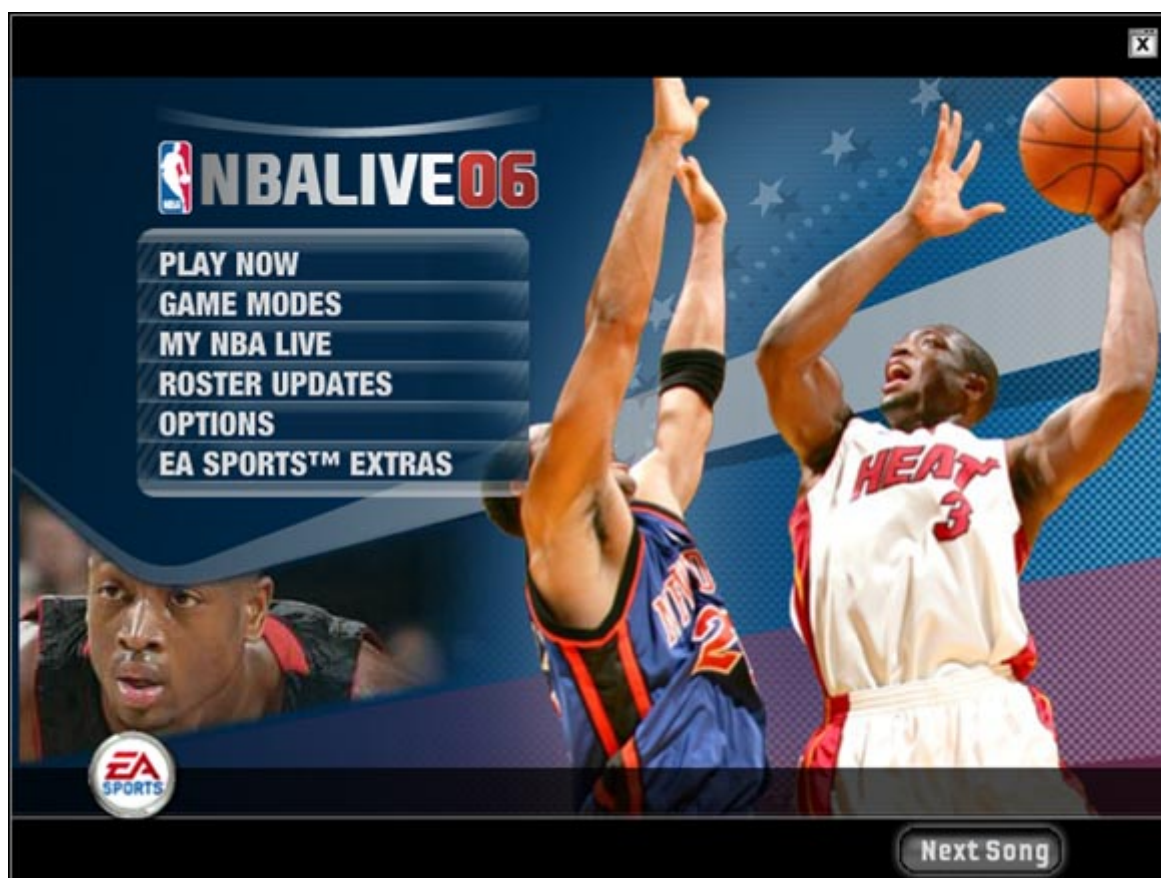 X
NBA
NBALIVE06
PLAY NOW
GAME MODES
MY NBA LIVE
ROSTER UPDATES
OPTIONS
EA SPORTS™ EXTRAS
HEAT
3
2
EA
SPORTS
Next Song